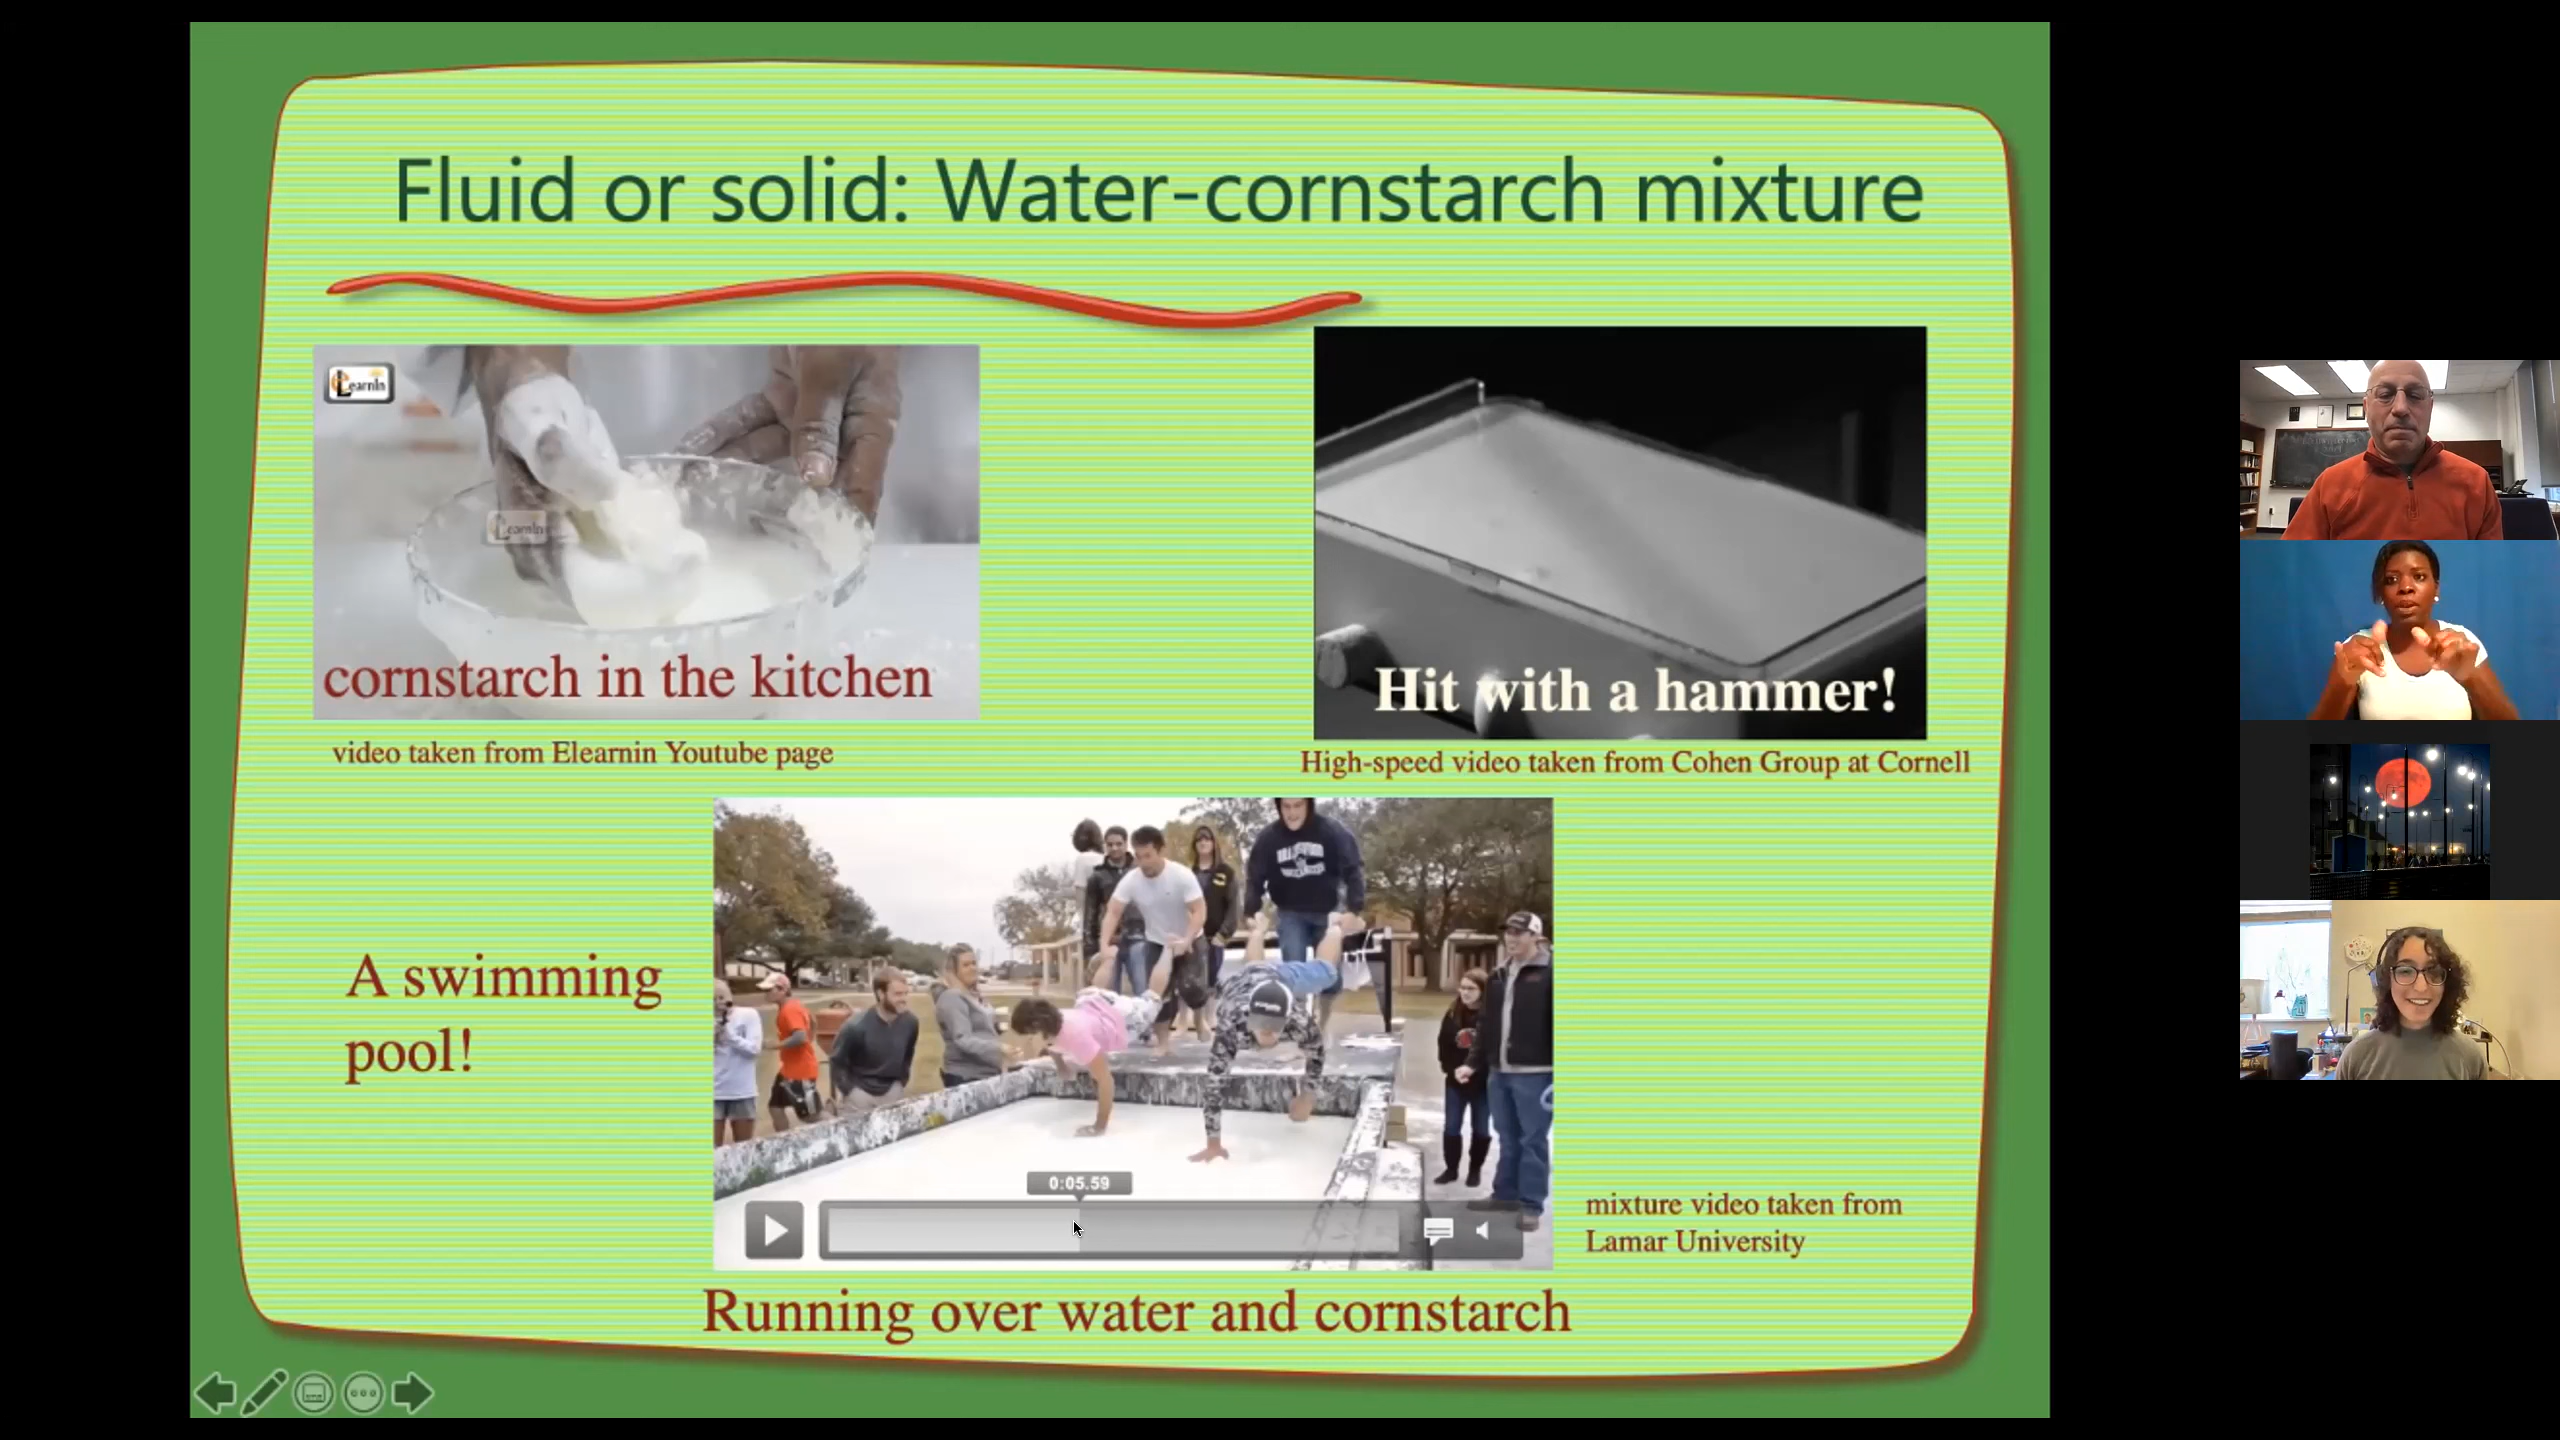 Fluid or solid: Water-cornstarch mixture
Learnin
Learnin
cornstarch in the kitchen
video taken from Elearnin Youtube page
Hit with a hammer!
High-speed video taken from Cohen Group at Cornell
A swimming
pool!
0:05.59
mixture video taken from
Lamar University
Running over water and cornstarch